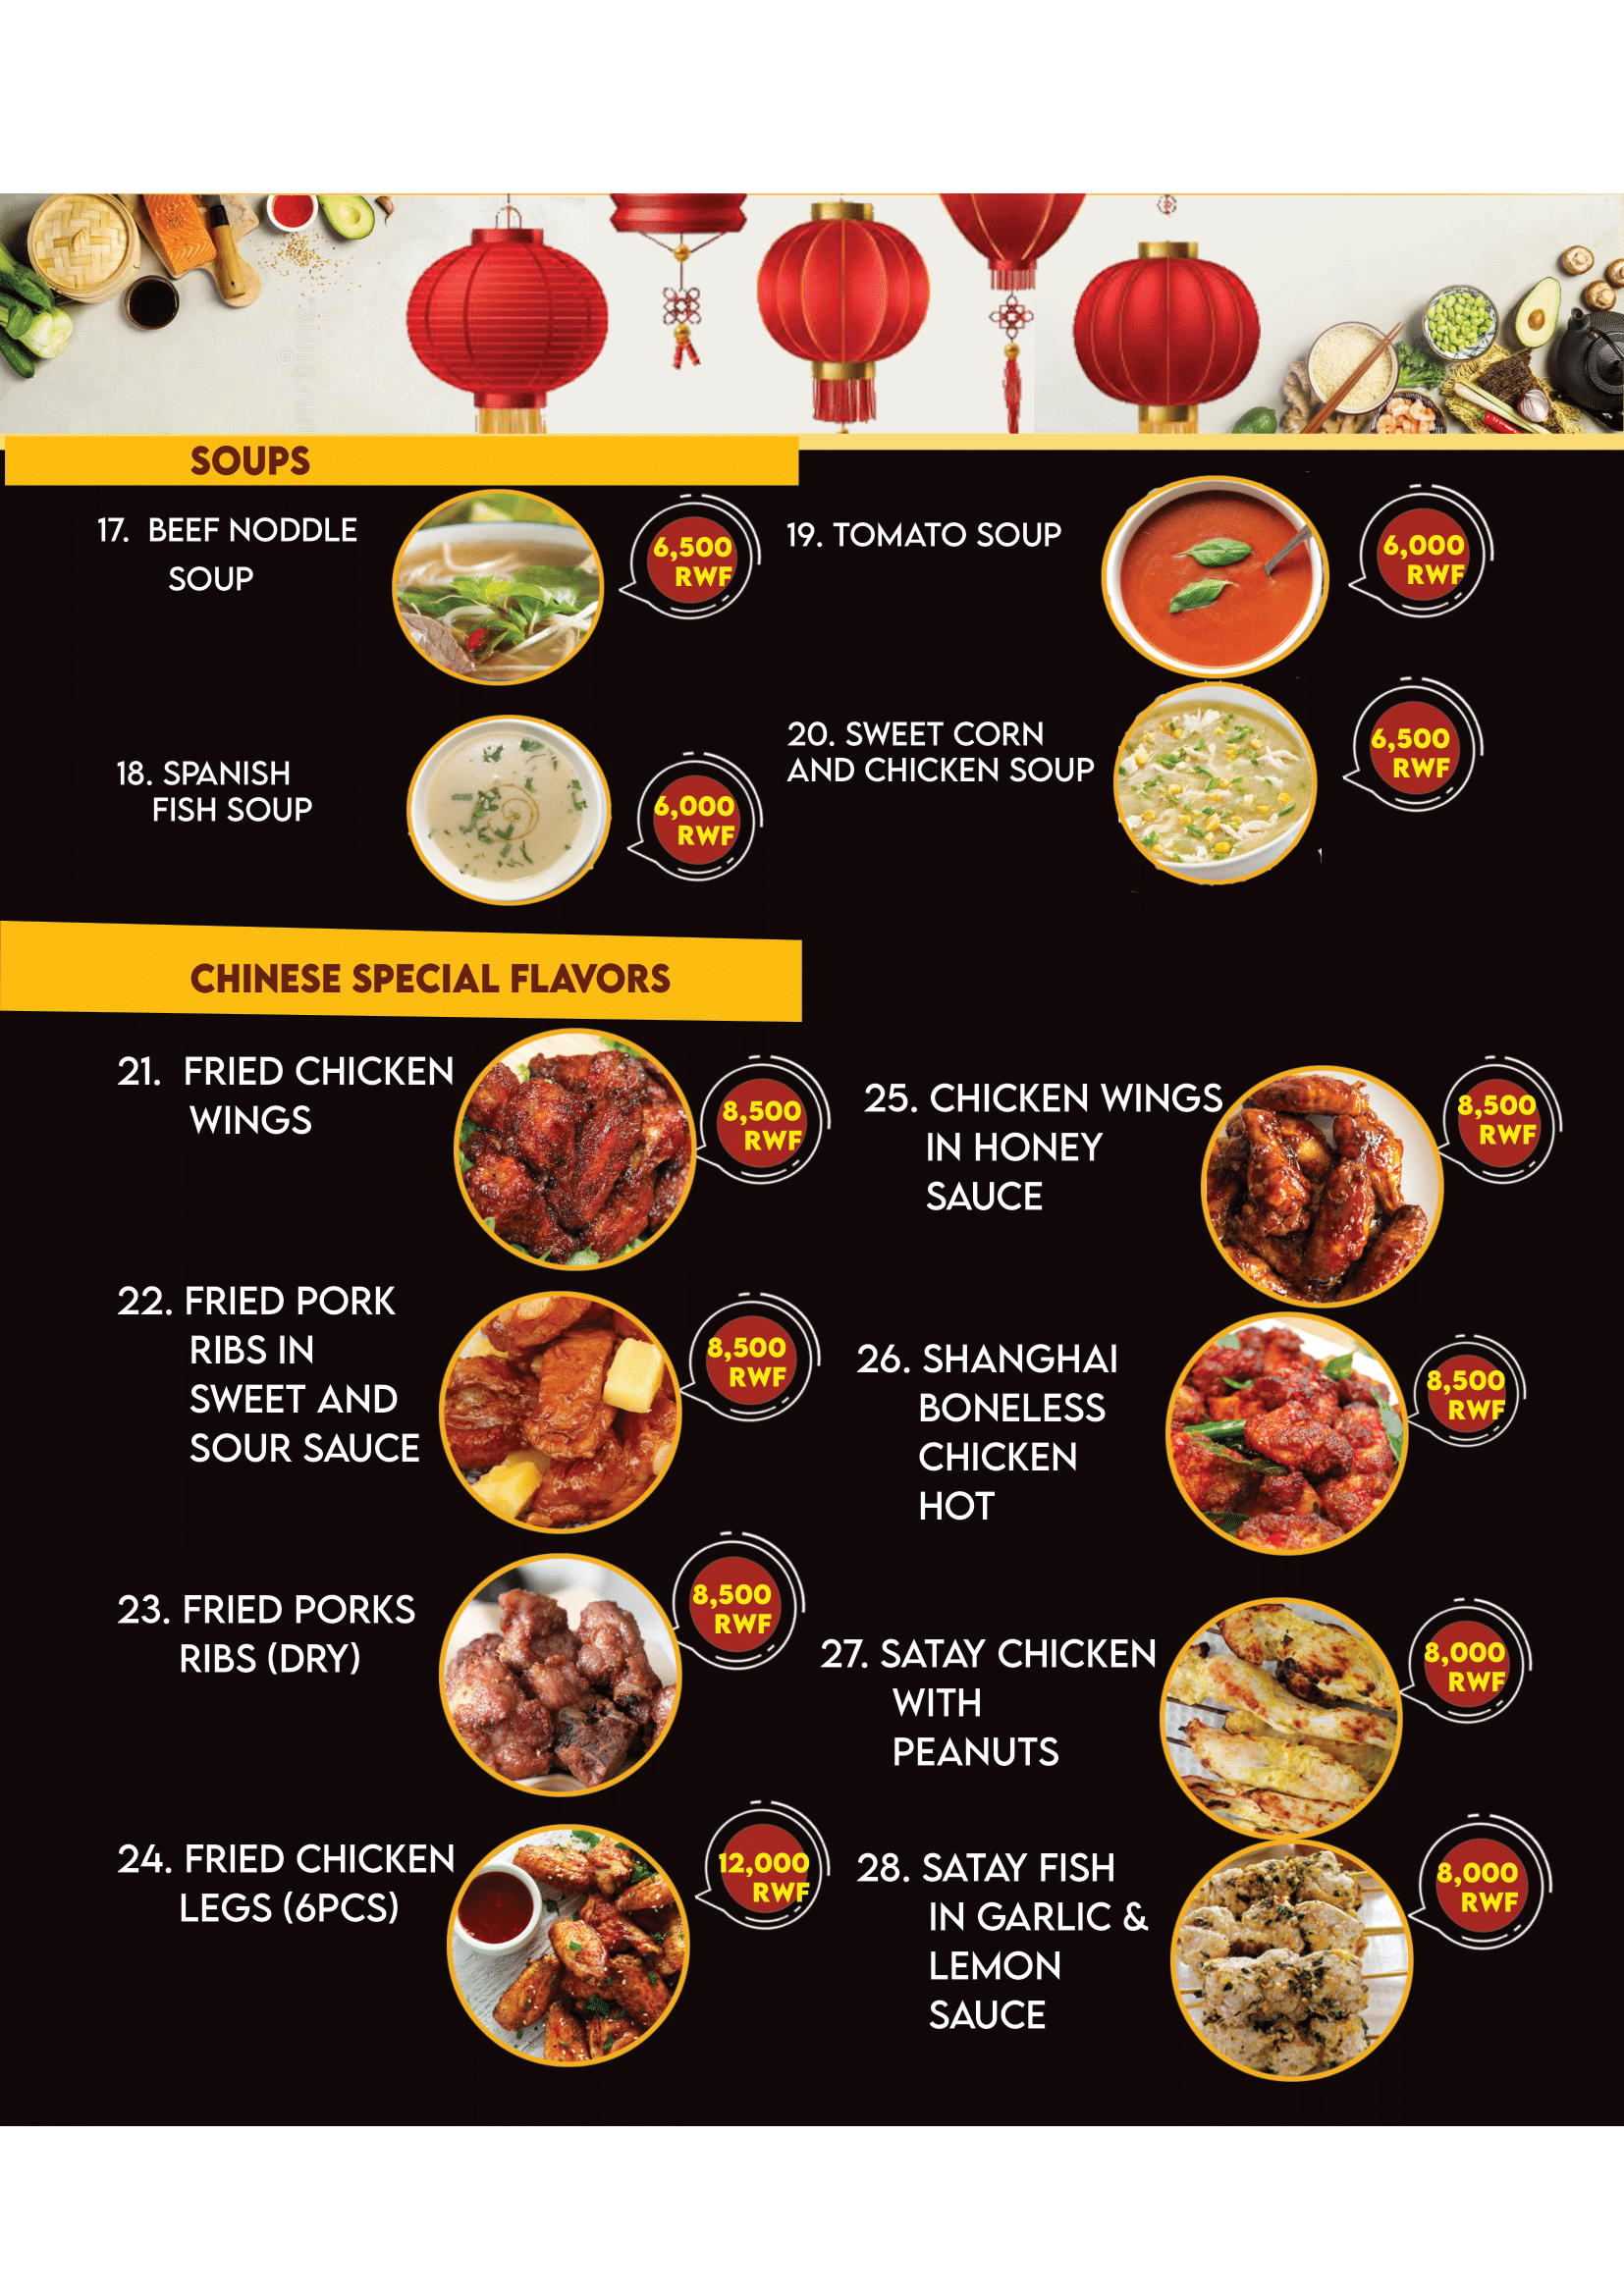 SOUPS
17. BEEF NODDLE
SOUP
6,500
RWF
18. SPANISH
FISH SOUP
6,000
RWF
19. TOMATO SOUP
6,000
RWF
20. SWEET CORN
AND CHICKEN SOUP
6,500
RWF
CHINESE SPECIAL FLAVORS
21. FRIED CHICKEN
WINGS
8,500
RWF
22. FRIED PORK
RIBS IN
SWEET AND
SOUR SAUCE
8,500
RWF
23. FRIED PORKS
RIBS (DRY)
8,500
RWF
24. FRIED CHICKEN
LEGS (6PCS)
12,000
RWF
25. CHICKEN WINGS
IN HONEY
SAUCE
8,500
RWF
26. SHANGHAI
BONELESS
CHICKEN
HOT
8,500
RWF
27. SATAY CHICKEN
WITH
PEANUTS
8,000
RWF
28. SATAY FISH
IN GARLIC &
LEMON
SAUCE
8,000
RWF